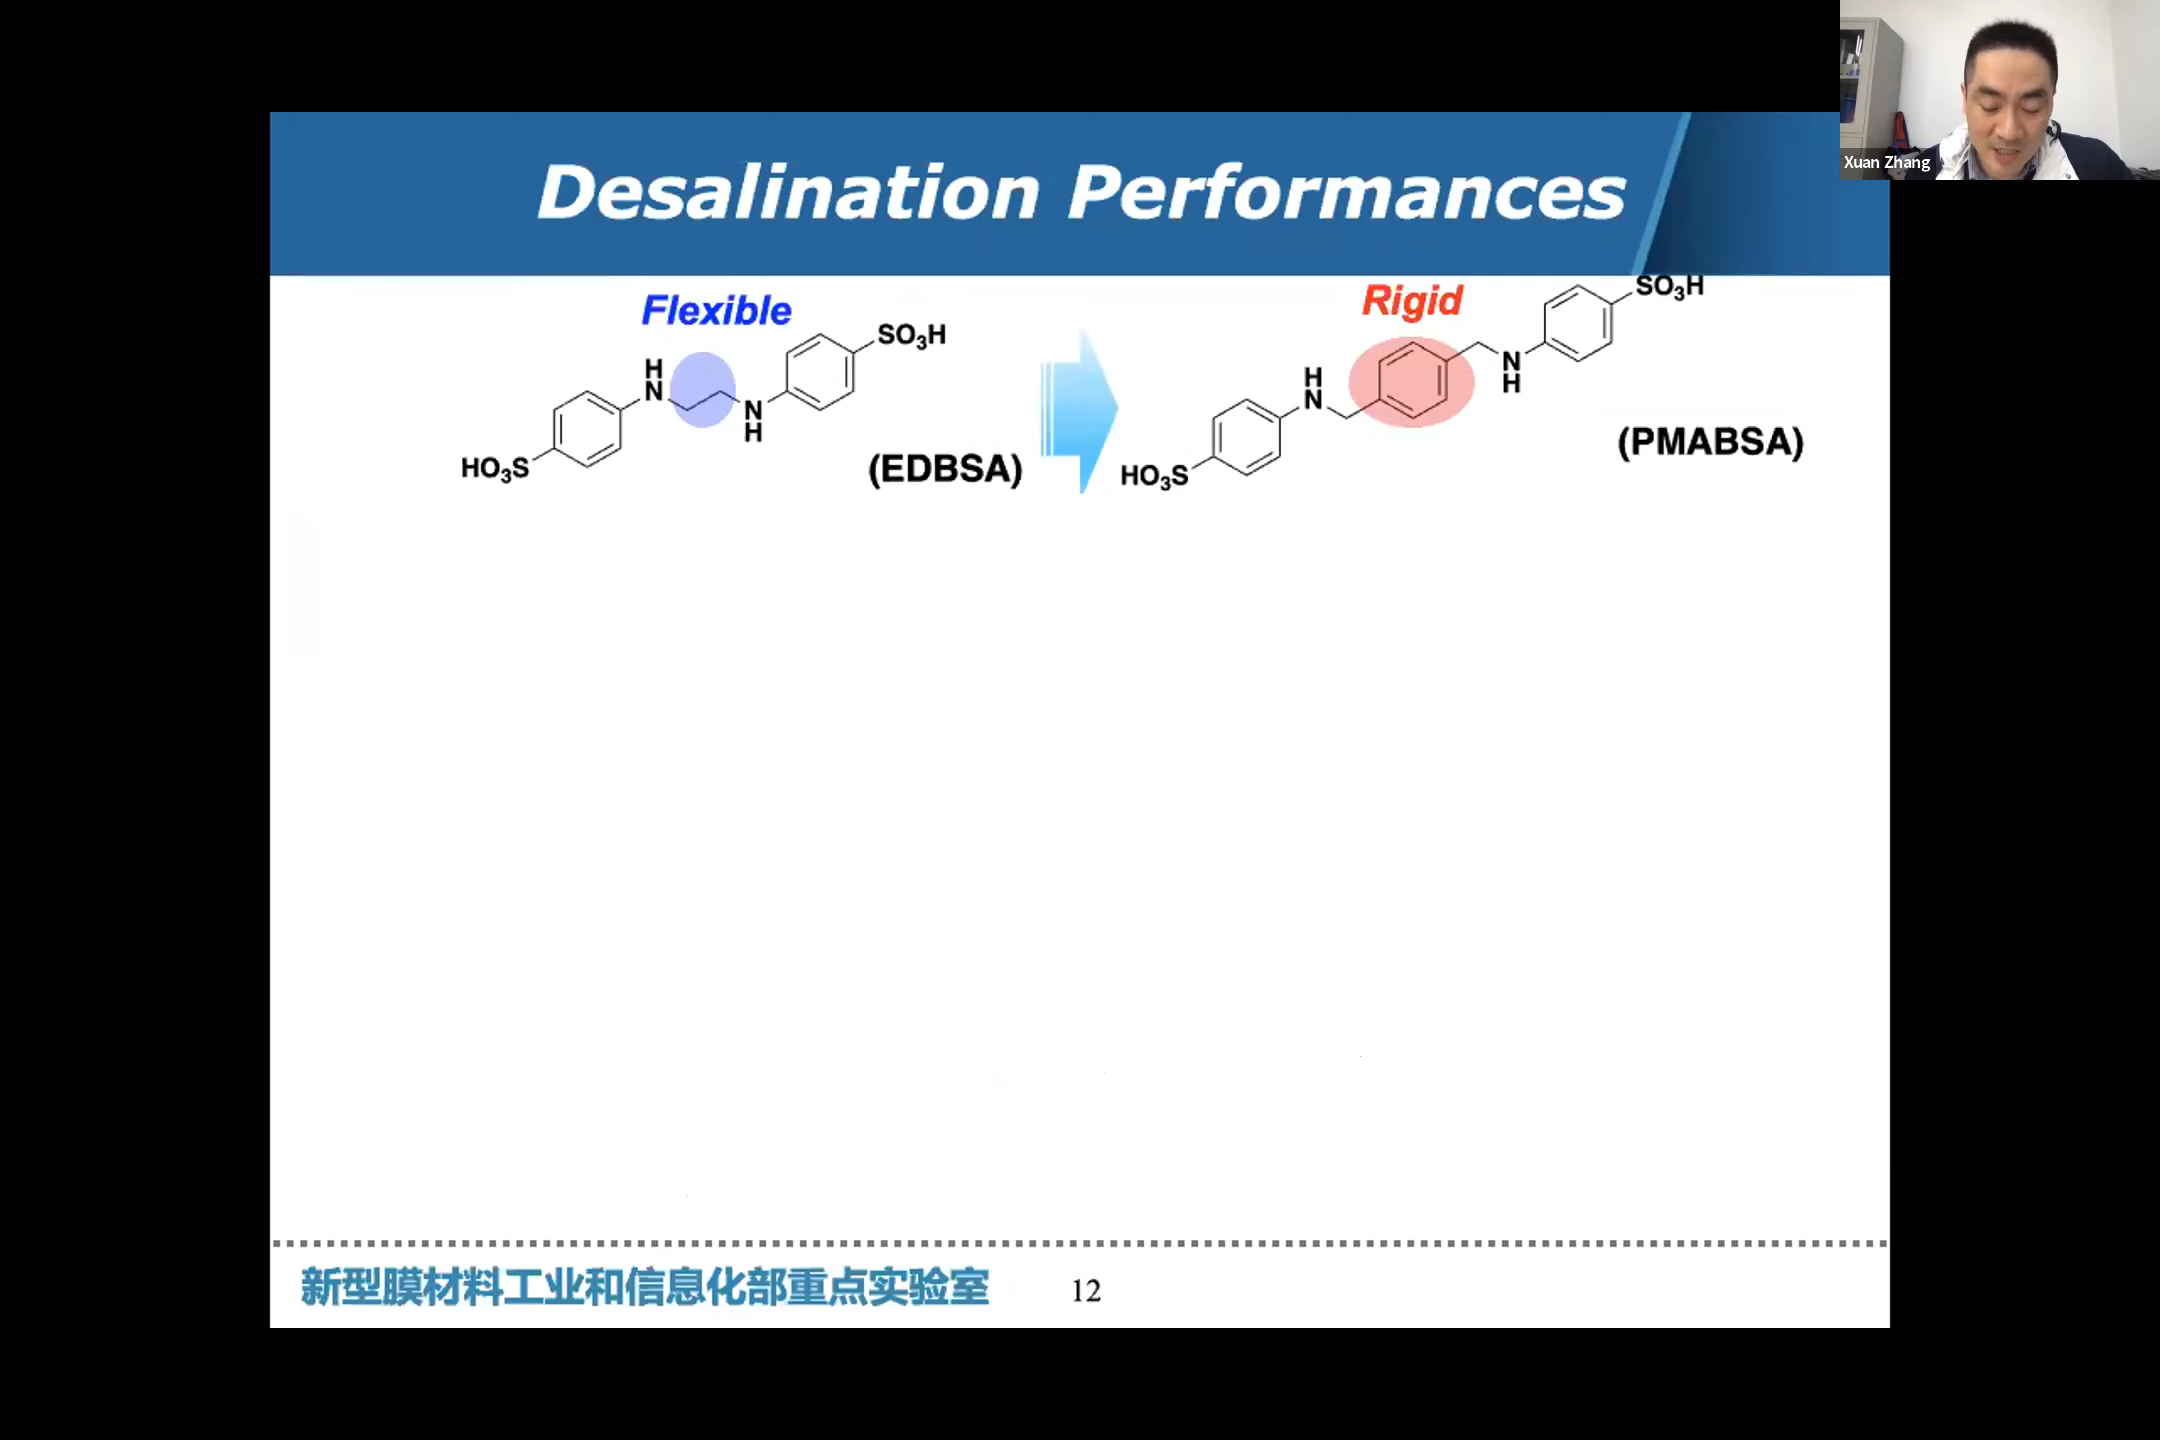 Xuan Zhang
Desalination Performances
Flexible
Rigid
SO₃H
SO₃H
H
N
N
H
HO₃S
(EDBSA)
H
N
N
H
HO₃S
(PMABSA)
新型膜材料工业和信息化部重点实验室
12